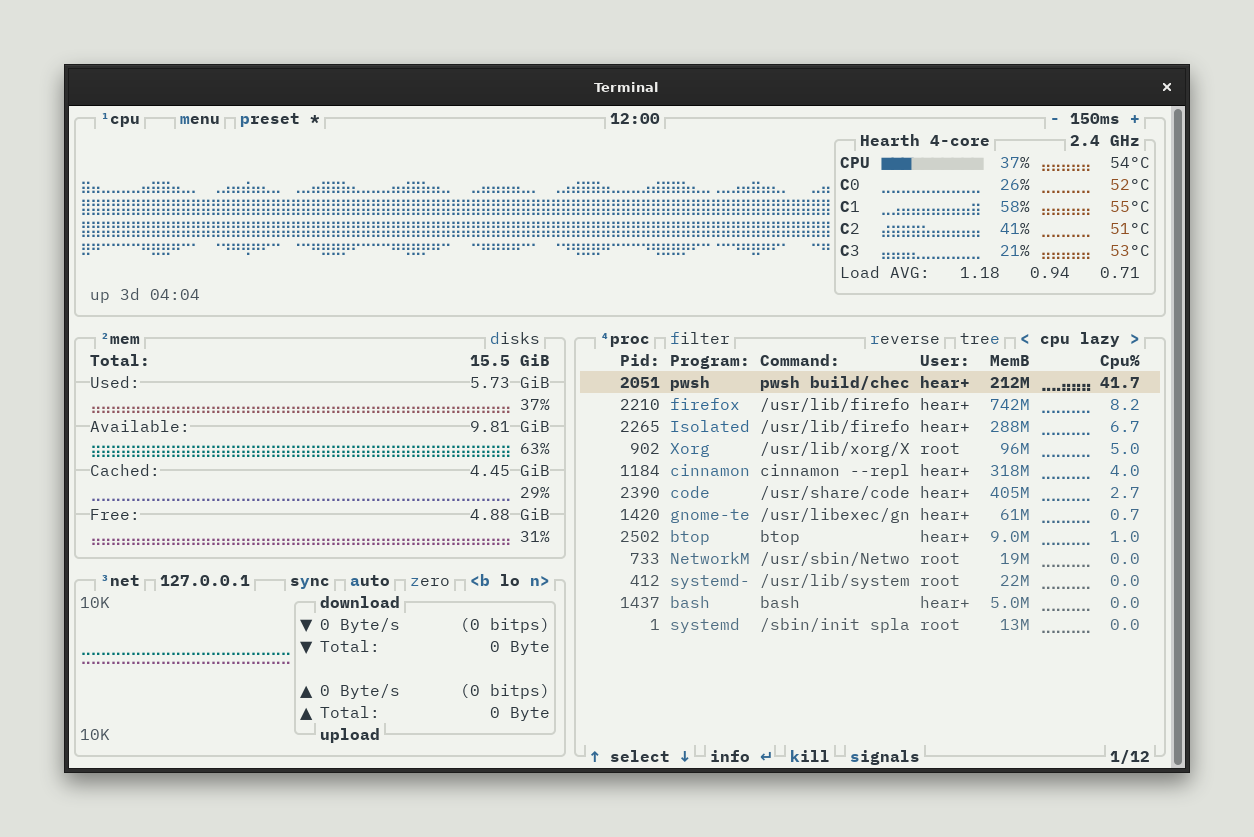 Terminal ×
¹cpu menu preset * 12:00 - 150ms +
Hearth 4-core 2.4 GHz
CPU 37% 54°C
C0 26% 52°C
C1 58% 55°C
C2 41% 51°C
C3 21% 53°C
Load AVG: 1.18 0.94 0.71
up 3d 04:04
²mem disks
Total: 15.5 GiB
Used: 5.73 GiB
37%
Available: 9.81 GiB
63%
Cached: 4.45 GiB
29%
Free: 4.88 GiB
31%
³net 127.0.0.1 sync auto zero <b lo n>
10K
download
▼ 0 Byte/s (0 bitps)
▼ Total: 0 Byte
▲ 0 Byte/s (0 bitps)
▲ Total: 0 Byte
upload
10K
⁴proc filter reverse tree < cpu lazy >
Pid: Program: Command: User: MemB Cpu%
2051 pwsh pwsh build/chec hear+ 212M 41.7
2210 firefox /usr/lib/firefo hear+ 742M 8.2
2265 Isolated /usr/lib/firefo hear+ 288M 6.7
902 Xorg /usr/lib/xorg/X root 96M 5.0
1184 cinnamon cinnamon --repl hear+ 318M 4.0
2390 code /usr/share/code hear+ 405M 2.7
1420 gnome-te /usr/libexec/gn hear+ 61M 0.7
2502 btop btop hear+ 9.0M 1.0
733 NetworkM /usr/sbin/Netwo root 19M 0.0
412 systemd- /usr/lib/system root 22M 0.0
1437 bash bash hear+ 5.0M 0.0
1 systemd /sbin/init spla root 13M 0.0
↑ select ↓ info ↵ kill signals 1/12